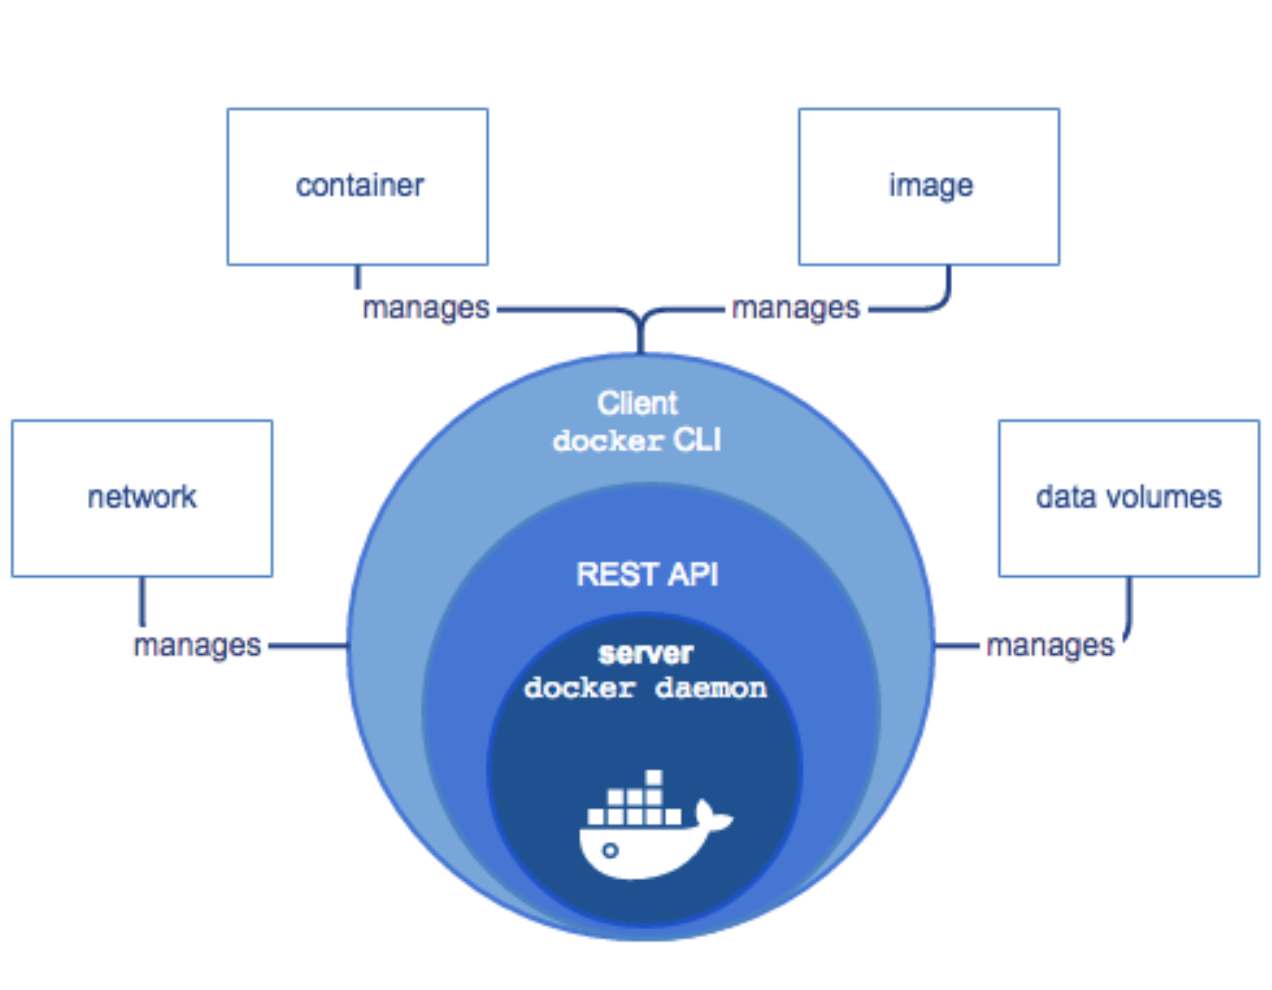 container
image
manages
manages
Client
docker CLI
network
data volumes
REST API
manages
server
manages
docker daemon